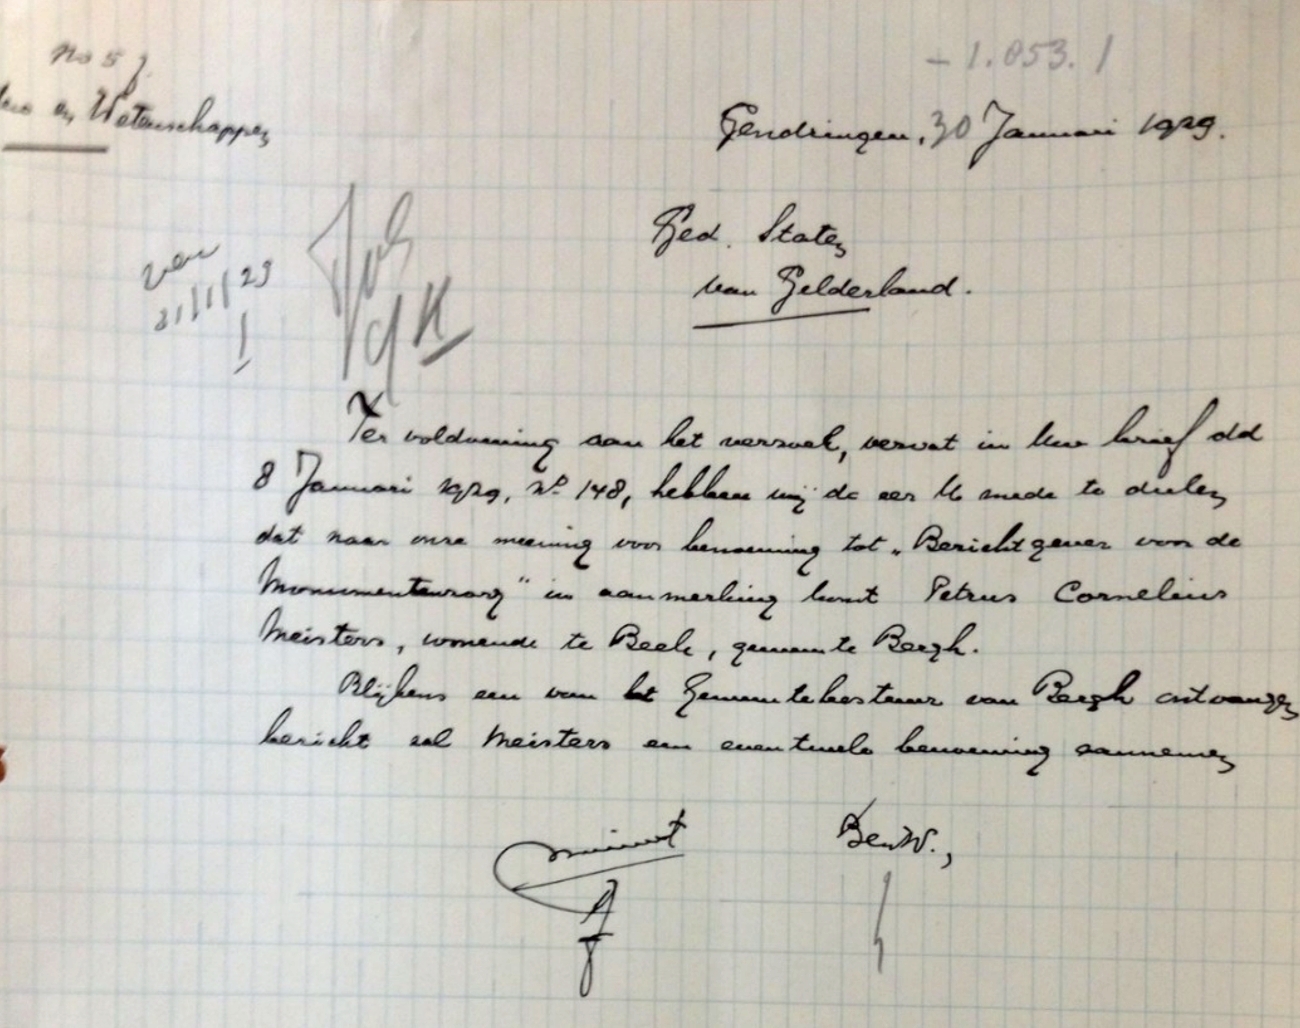 - 1.853.1
No 57.
en Wetenschappen
Gendringen, 30 Januari 1929.
Ged. Staten
van Gelderland.
ver
31/1/29
Ter voldoening aan het verzoek, vervat in Uw brief dd
8 Januari 1929, No 148, hebben wij de eer U mede te deelen
dat naar onze meening voor benoeming tot „Berichtgever voor de
Monumentenzorg" in aanmerking komt Petrus Cornelius
Meisters, wonende te Beek, gemeente Bergh.
Blijkens een van het Gemeentebestuur van Bergh ontvangen
bericht zal Meisters een eventuele benoeming aannemen
minuut
BenW.,